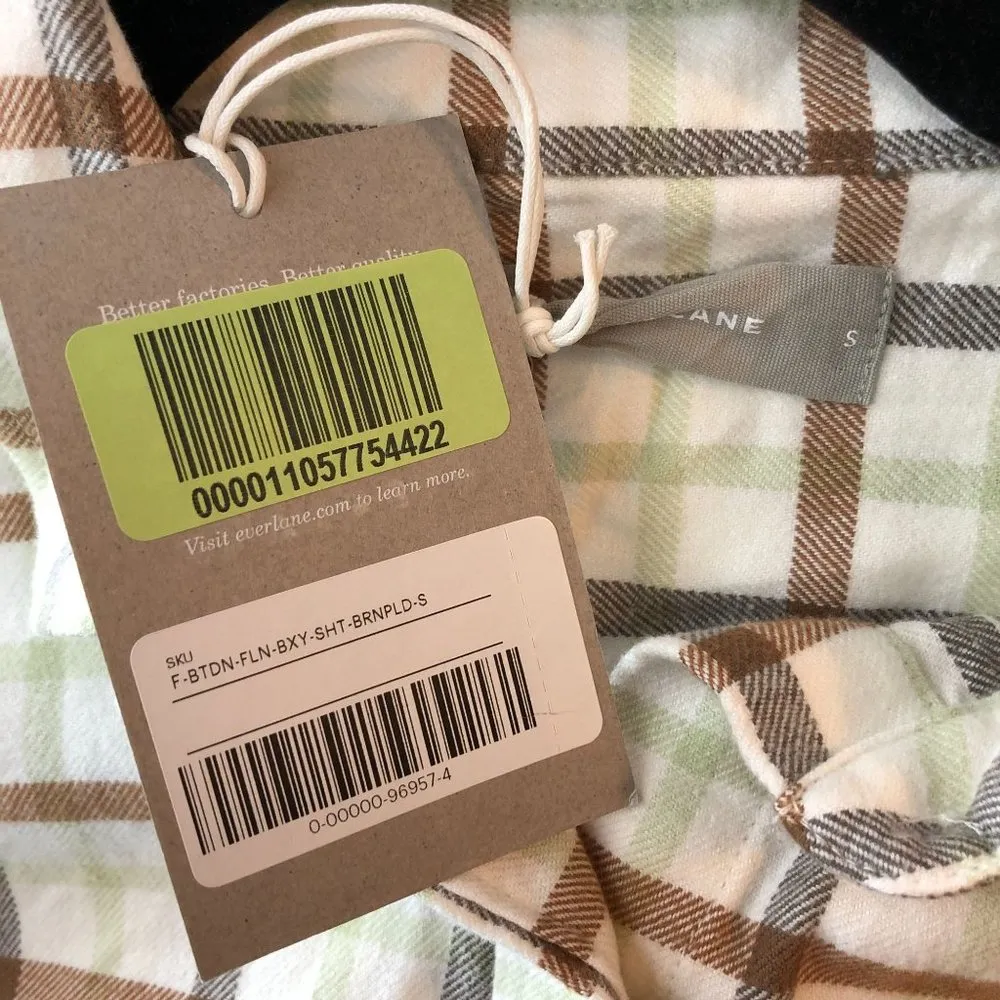 Better factories. Better quality.
000011057754422
Visit everlane.com to learn more.
SKU
F-BTDN-FLN-BXY-SHT-BRNPLD-S
0-00000-96957-4
LANE
S